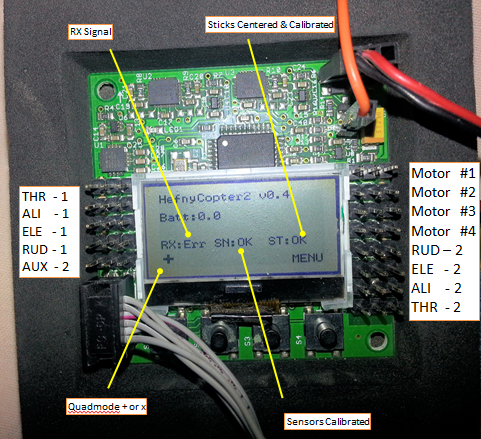 RX Signal
Sticks Centered & Calibrated
THR - 1
ALI - 1
ELE - 1
RUD - 1
AUX - 2
Motor #1
Motor #2
Motor #3
Motor #4
RUD – 2
ELE - 2
ALI - 2
THR - 2
HefnyCopter2 v0.4
Batt:0.0
RX:Err SN:OK ST:OK
+ MENU
S3
S4
Quadmode + or x
Sensors Calibrated